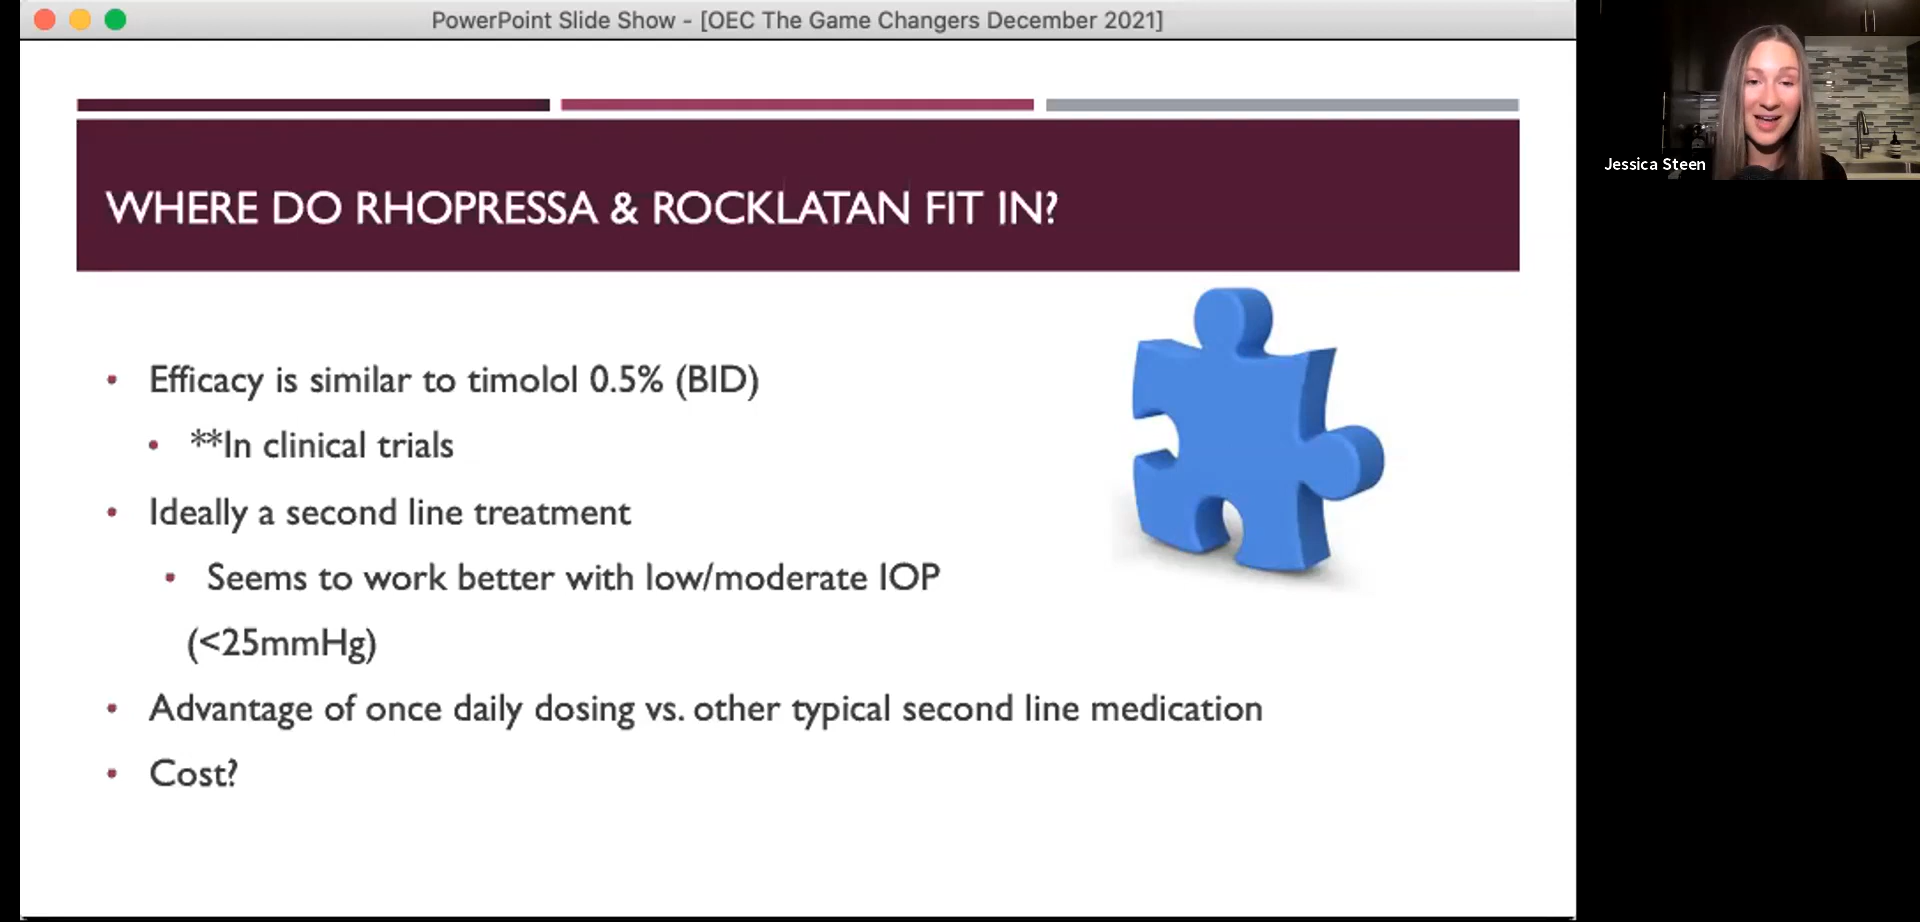 PowerPoint Slide Show - [OEC The Game Changers December 2021]
Jessica Steen
WHERE DO RHOPRESSA & ROCKLATAN FIT IN?
• Efficacy is similar to timolol 0.5% (BID)
• **In clinical trials
• Ideally a second line treatment
• Seems to work better with low/moderate IOP
(<25mmHg)
• Advantage of once daily dosing vs. other typical second line medication
• Cost?